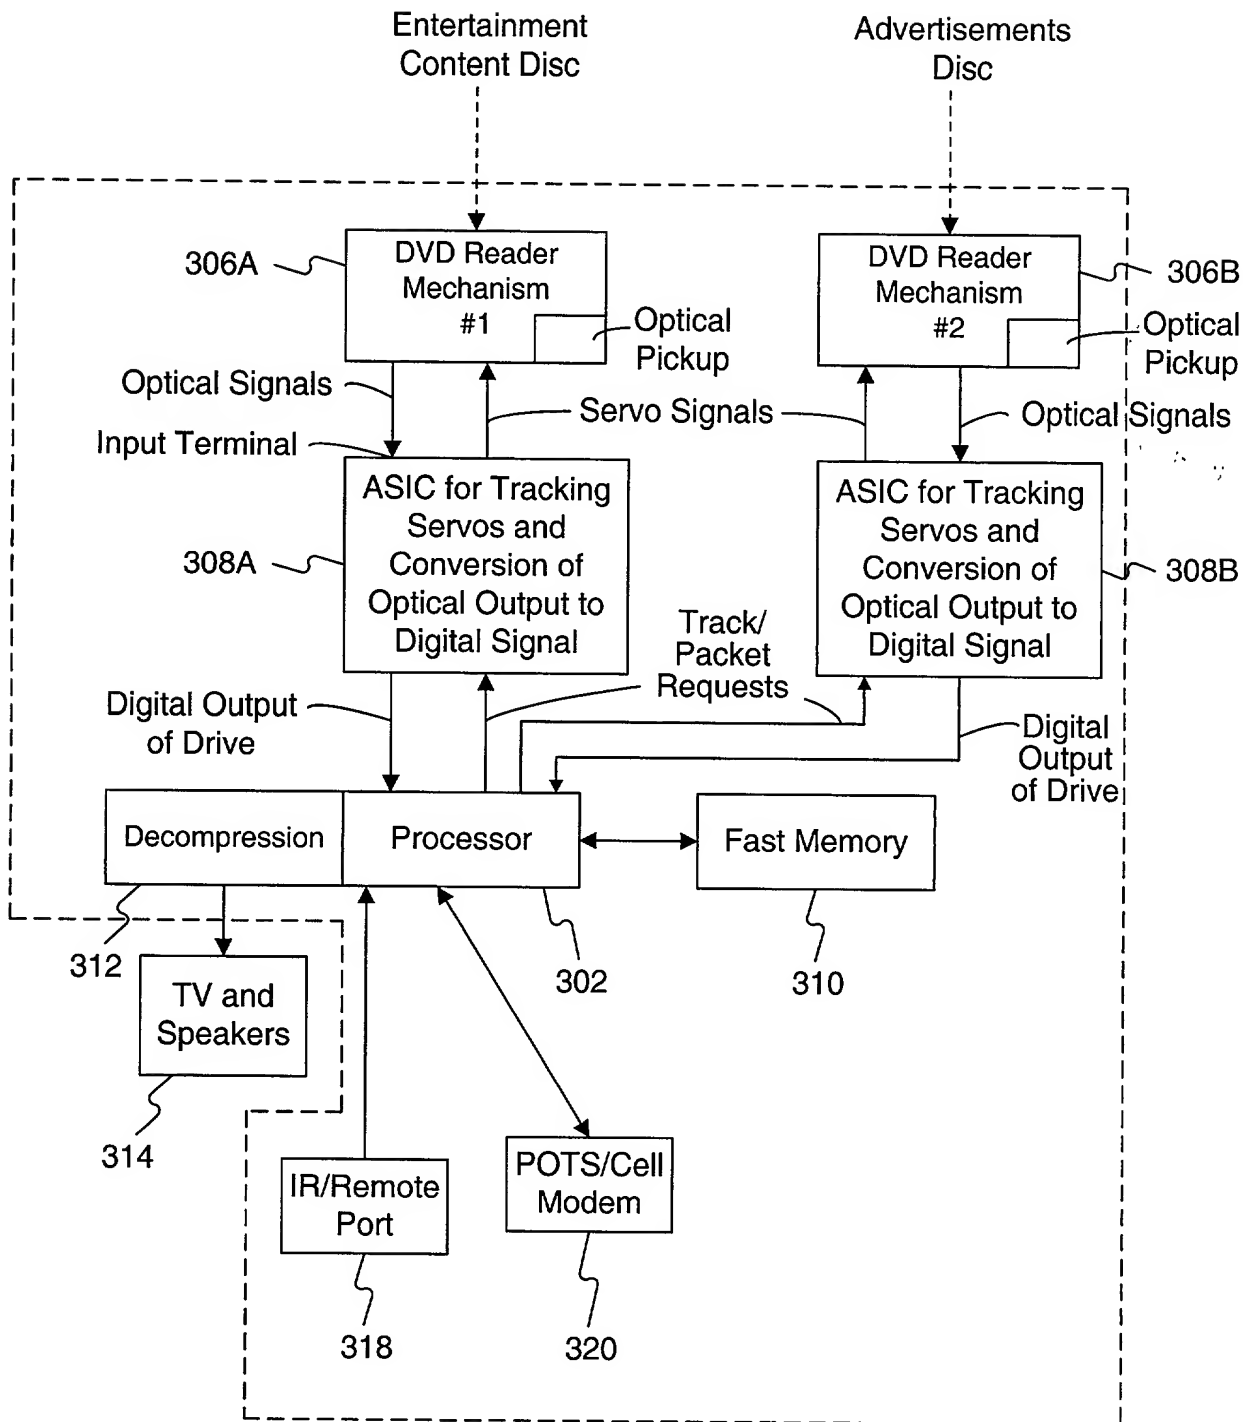 Entertainment
Content Disc
Advertisements
Disc
306A
DVD Reader
Mechanism
#1
Optical
Pickup
DVD Reader
Mechanism
#2
306B
Optical
Pickup
Optical Signals
Servo Signals
Optical Signals
Input Terminal
308A
ASIC for Tracking
Servos and
Conversion of
Optical Output to
Digital Signal
ASIC for Tracking
Servos and
Conversion of
Optical Output to
Digital Signal
308B
Track/
Packet
Requests
Digital Output
of Drive
Digital
Output
of Drive
Decompression
Processor
Fast Memory
312
302
310
TV and
Speakers
314
IR/Remote
Port
POTS/Cell
Modem
318
320